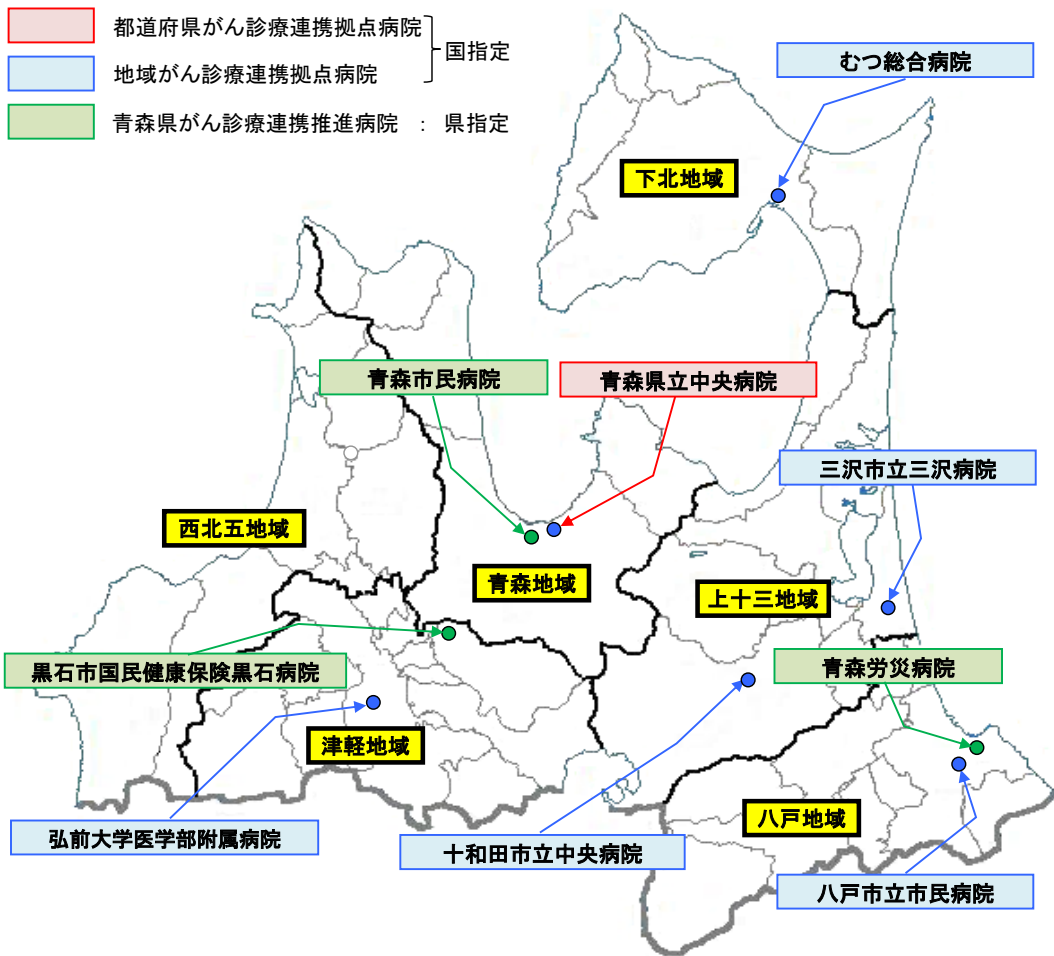 都道府県がん診療連携拠点病院
国指定
地域がん診療連携拠点病院
青森県がん診療連携推進病院 ： 県指定
むつ総合病院
下北地域
青森市民病院
青森県立中央病院
三沢市立三沢病院
西北五地域
青森地域
上十三地域
黒石市国民健康保険黒石病院
青森労災病院
津軽地域
八戸地域
弘前大学医学部附属病院
十和田市立中央病院
八戸市立市民病院